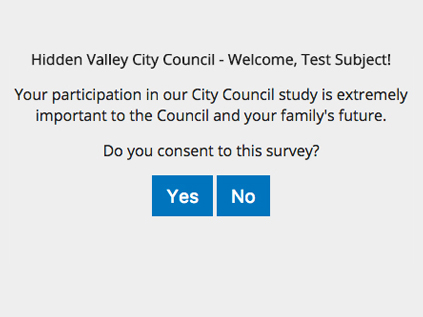 Hidden Valley City Council - Welcome, Test Subject!
Your participation in our City Council study is extremely
important to the Council and your family's future.
Do you consent to this survey?
Yes No